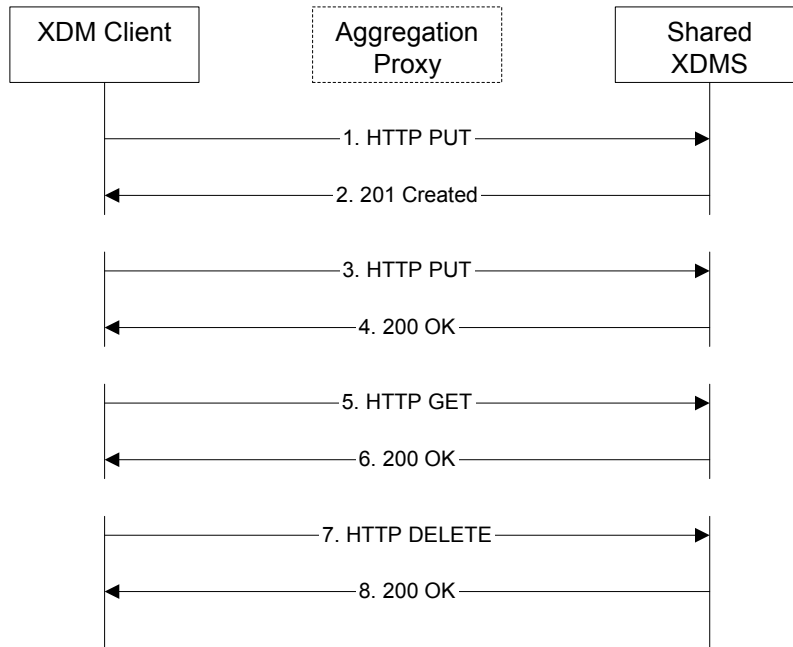 XDM Client
Aggregation
Proxy
Shared
XDMS
1. HTTP PUT
2. 201 Created
3. HTTP PUT
4. 200 OK
5. HTTP GET
6. 200 OK
7. HTTP DELETE
8. 200 OK